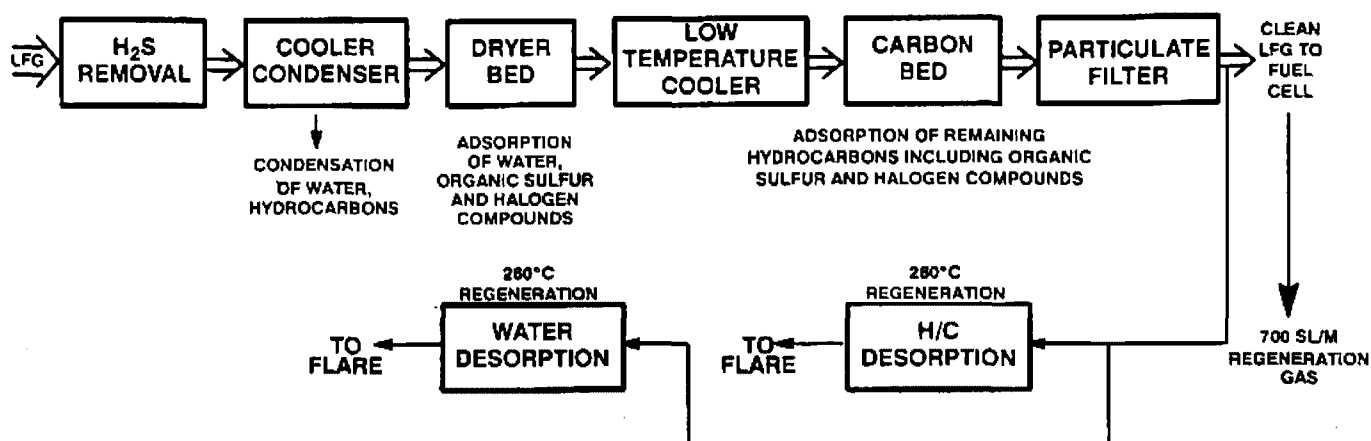 LFG
H₂S
REMOVAL
COOLER
CONDENSER
DRYER
BED
LOW
TEMPERATURE
COOLER
CARBON
BED
PARTICULATE
FILTER
CLEAN
LFG TO
FUEL
CELL
CONDENSATION
OF WATER,
HYDROCARBONS
ADSORPTION
OF WATER,
ORGANIC SULFUR
AND HALOGEN
COMPOUNDS
ADSORPTION OF REMAINING
HYDROCARBONS INCLUDING ORGANIC
SULFUR AND HALOGEN COMPOUNDS
260°C
REGENERATION
WATER
DESORPTION
TO
FLARE
260°C
REGENERATION
H/C
DESORPTION
TO
FLARE
700 SL/M
REGENERATION
GAS